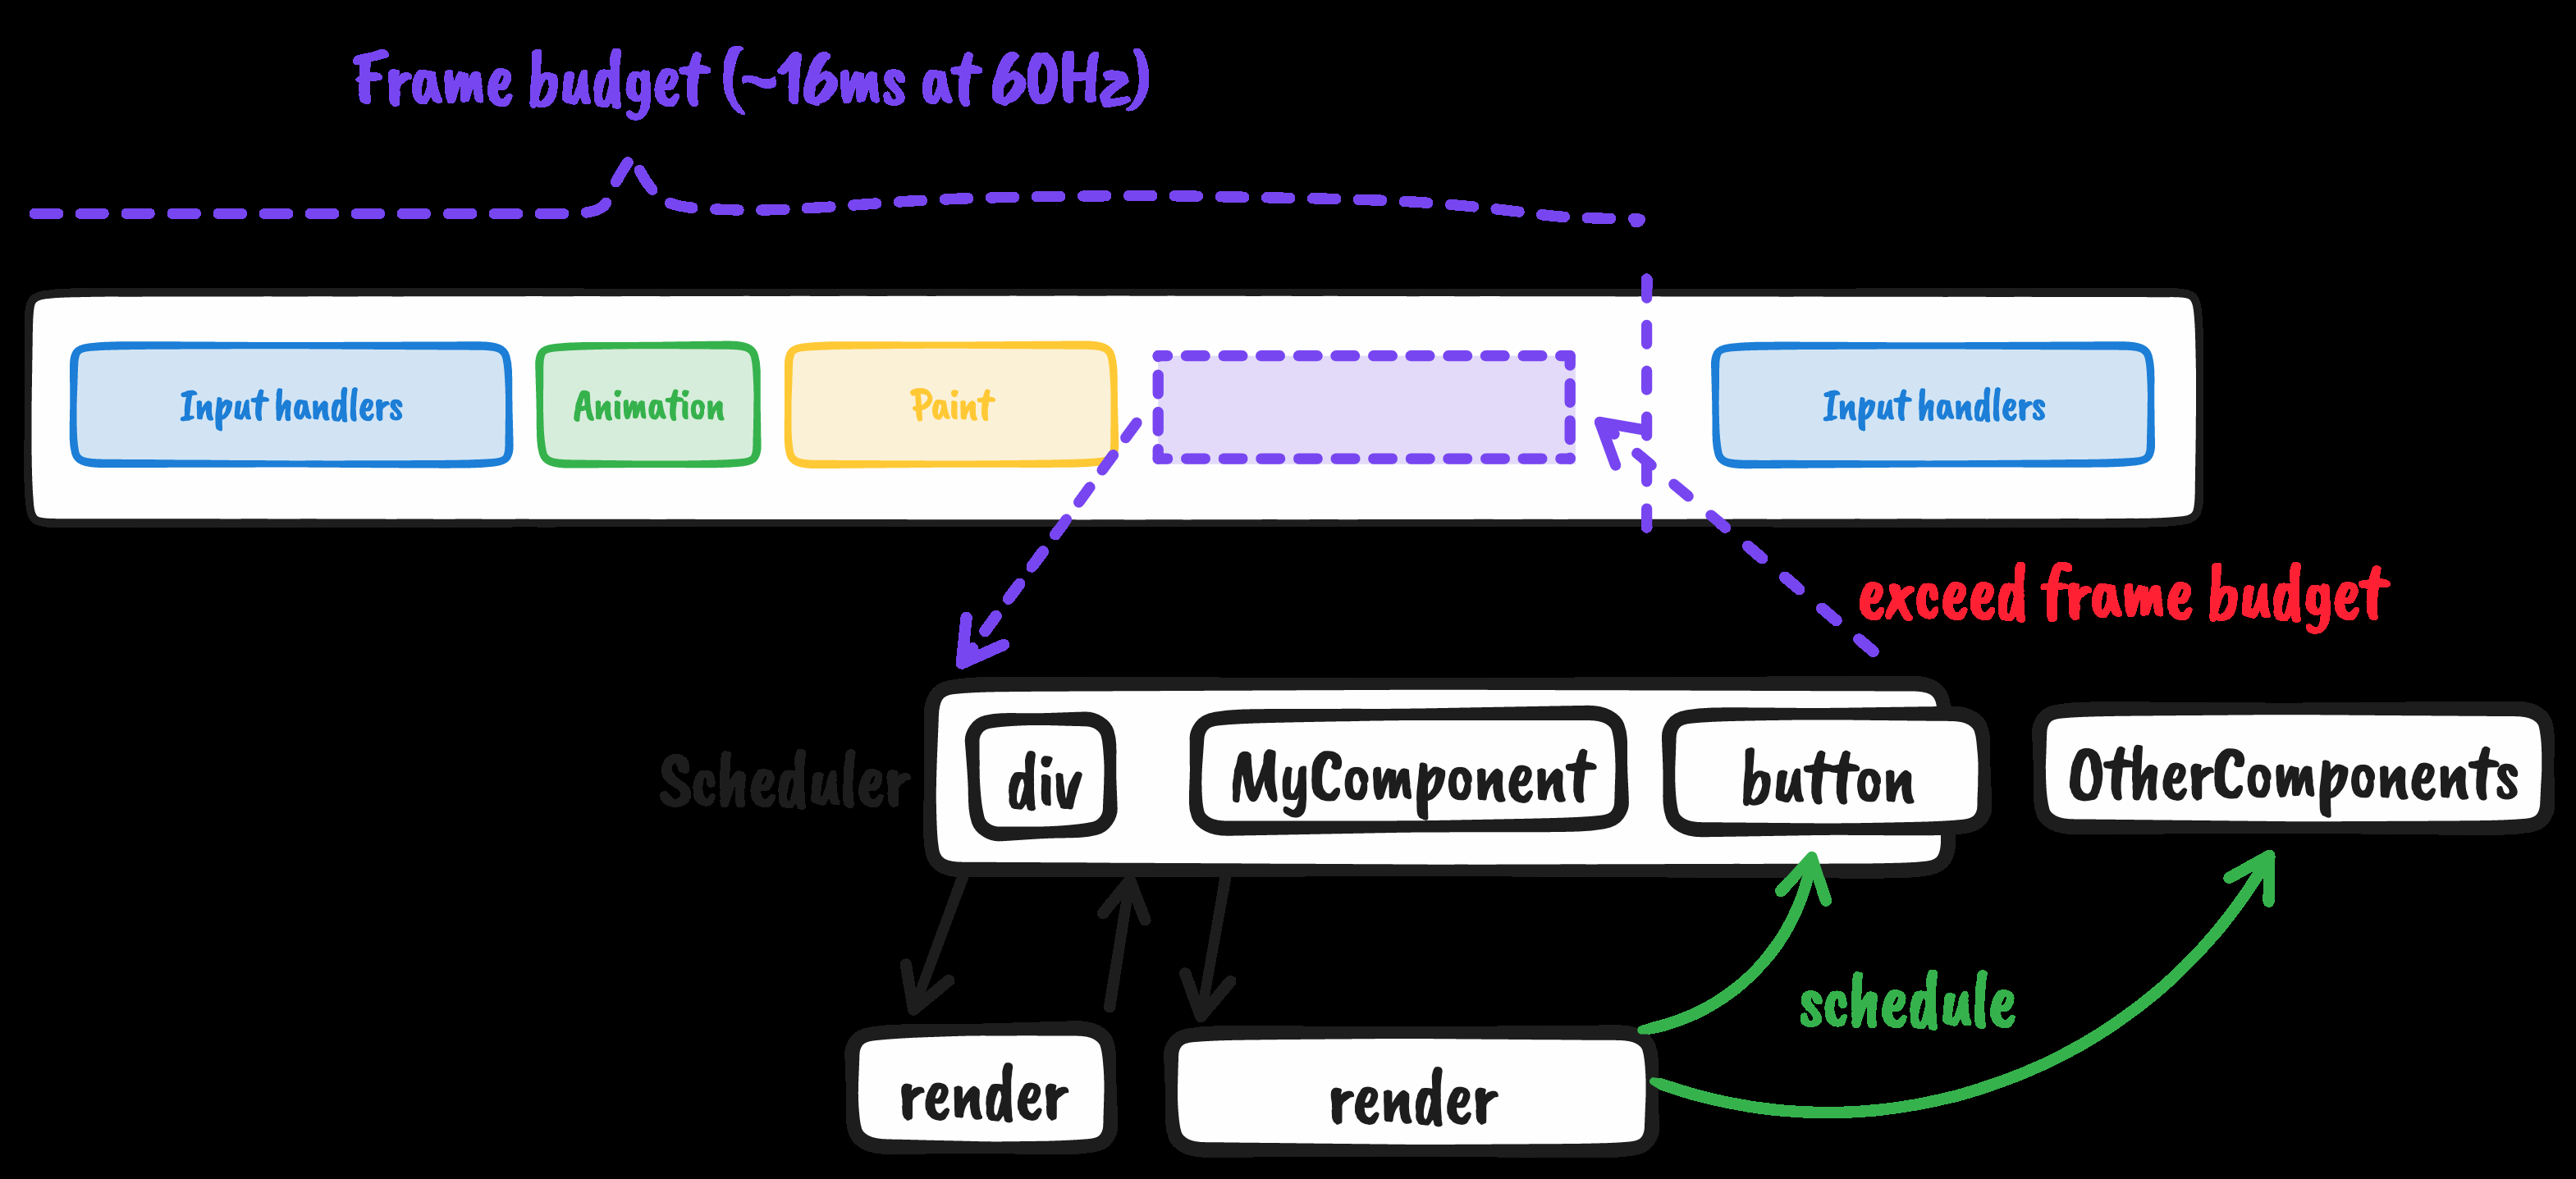 Frame budget (~16ms at 60Hz)
Input handlers
Animation
Paint
Input handlers
exceed frame budget
Scheduler
div
MyComponent
button
OtherComponents
schedule
render
render